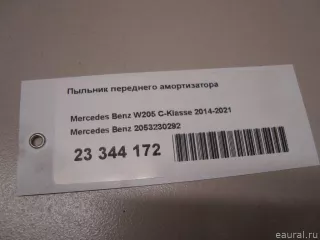 Пыльник переднего амортизатора
Mercedes Benz W205 C-Klasse 2014-2021
Mercedes Benz 2053230292
23 344 172
eaural.ru